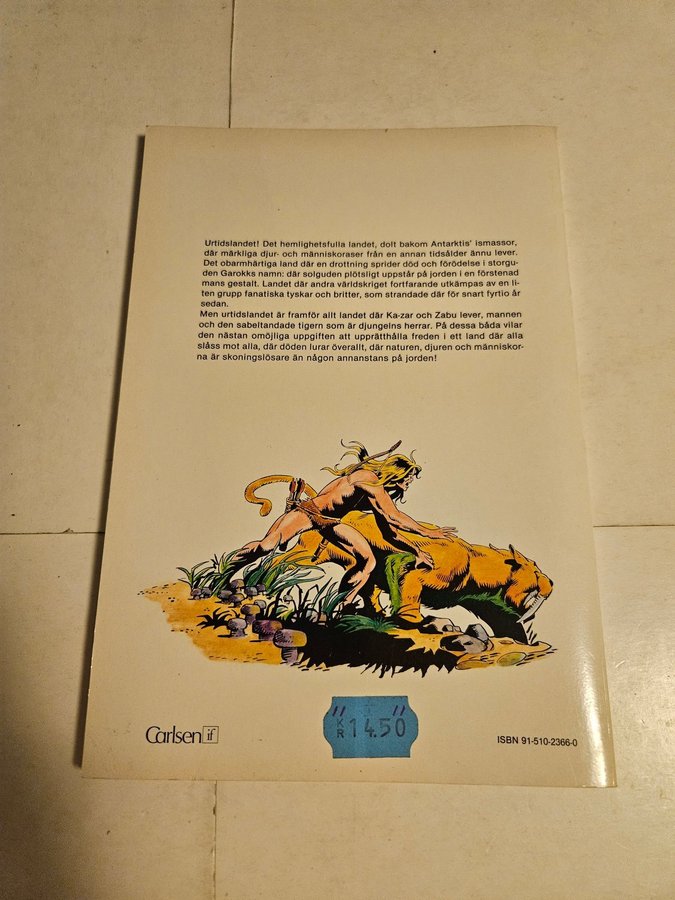 Urtidslandet! Det hemlighetsfulla landet, dolt bakom Antarktis' ismassor,
där märkliga djur- och människoraser från en annan tidsålder ännu lever.
Det obarmhärtiga land där en drottning sprider död och förödelse i storgu-
den Garokks namn: där solguden plötsligt uppstår på jorden i en förstenad
mans gestalt. Landet där andra världskriget fortfarande utkämpas av en li-
ten grupp fanatiska tyskar och britter, som strandade där för snart fyrtio år
sedan.
Men urtidslandet är framför allt landet där Ka-zar och Zabu lever, mannen
och den sabeltandade tigern som är djungelns herrar. På dessa båda vilar
den nästan omöjliga uppgiften att upprätthålla freden i ett land där alla
slåss mot alla, där döden lurar överallt, där naturen, djuren och människor-
na är skoningslösare än någon annanstans på jorden!
Carlsen if
KR 14.50
ISBN 91-510-2366-0